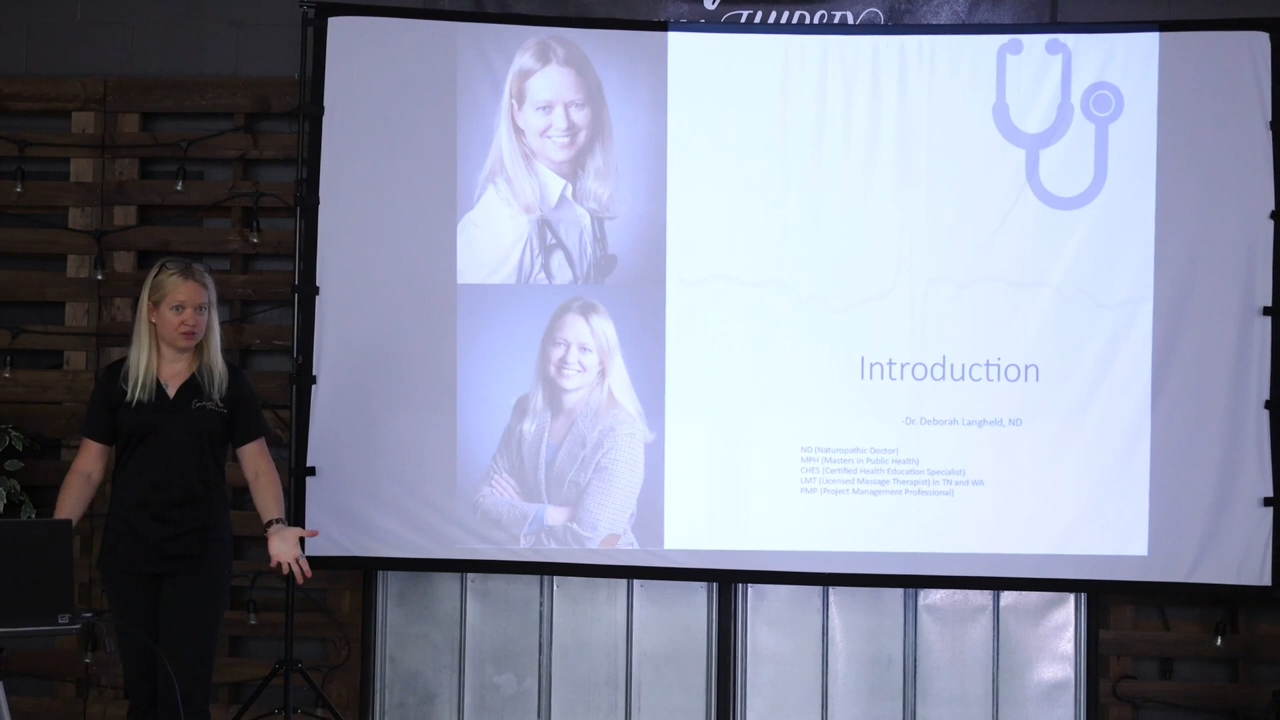 THIRSTY
Introduction
-Dr. Deborah Langheld, ND
ND (Naturopathic Doctor)
MPH (Masters in Public Health)
CHES (Certified Health Education Specialist)
LMT (Licensed Massage Therapist) in TN and WA
PMP (Project Management Professional)